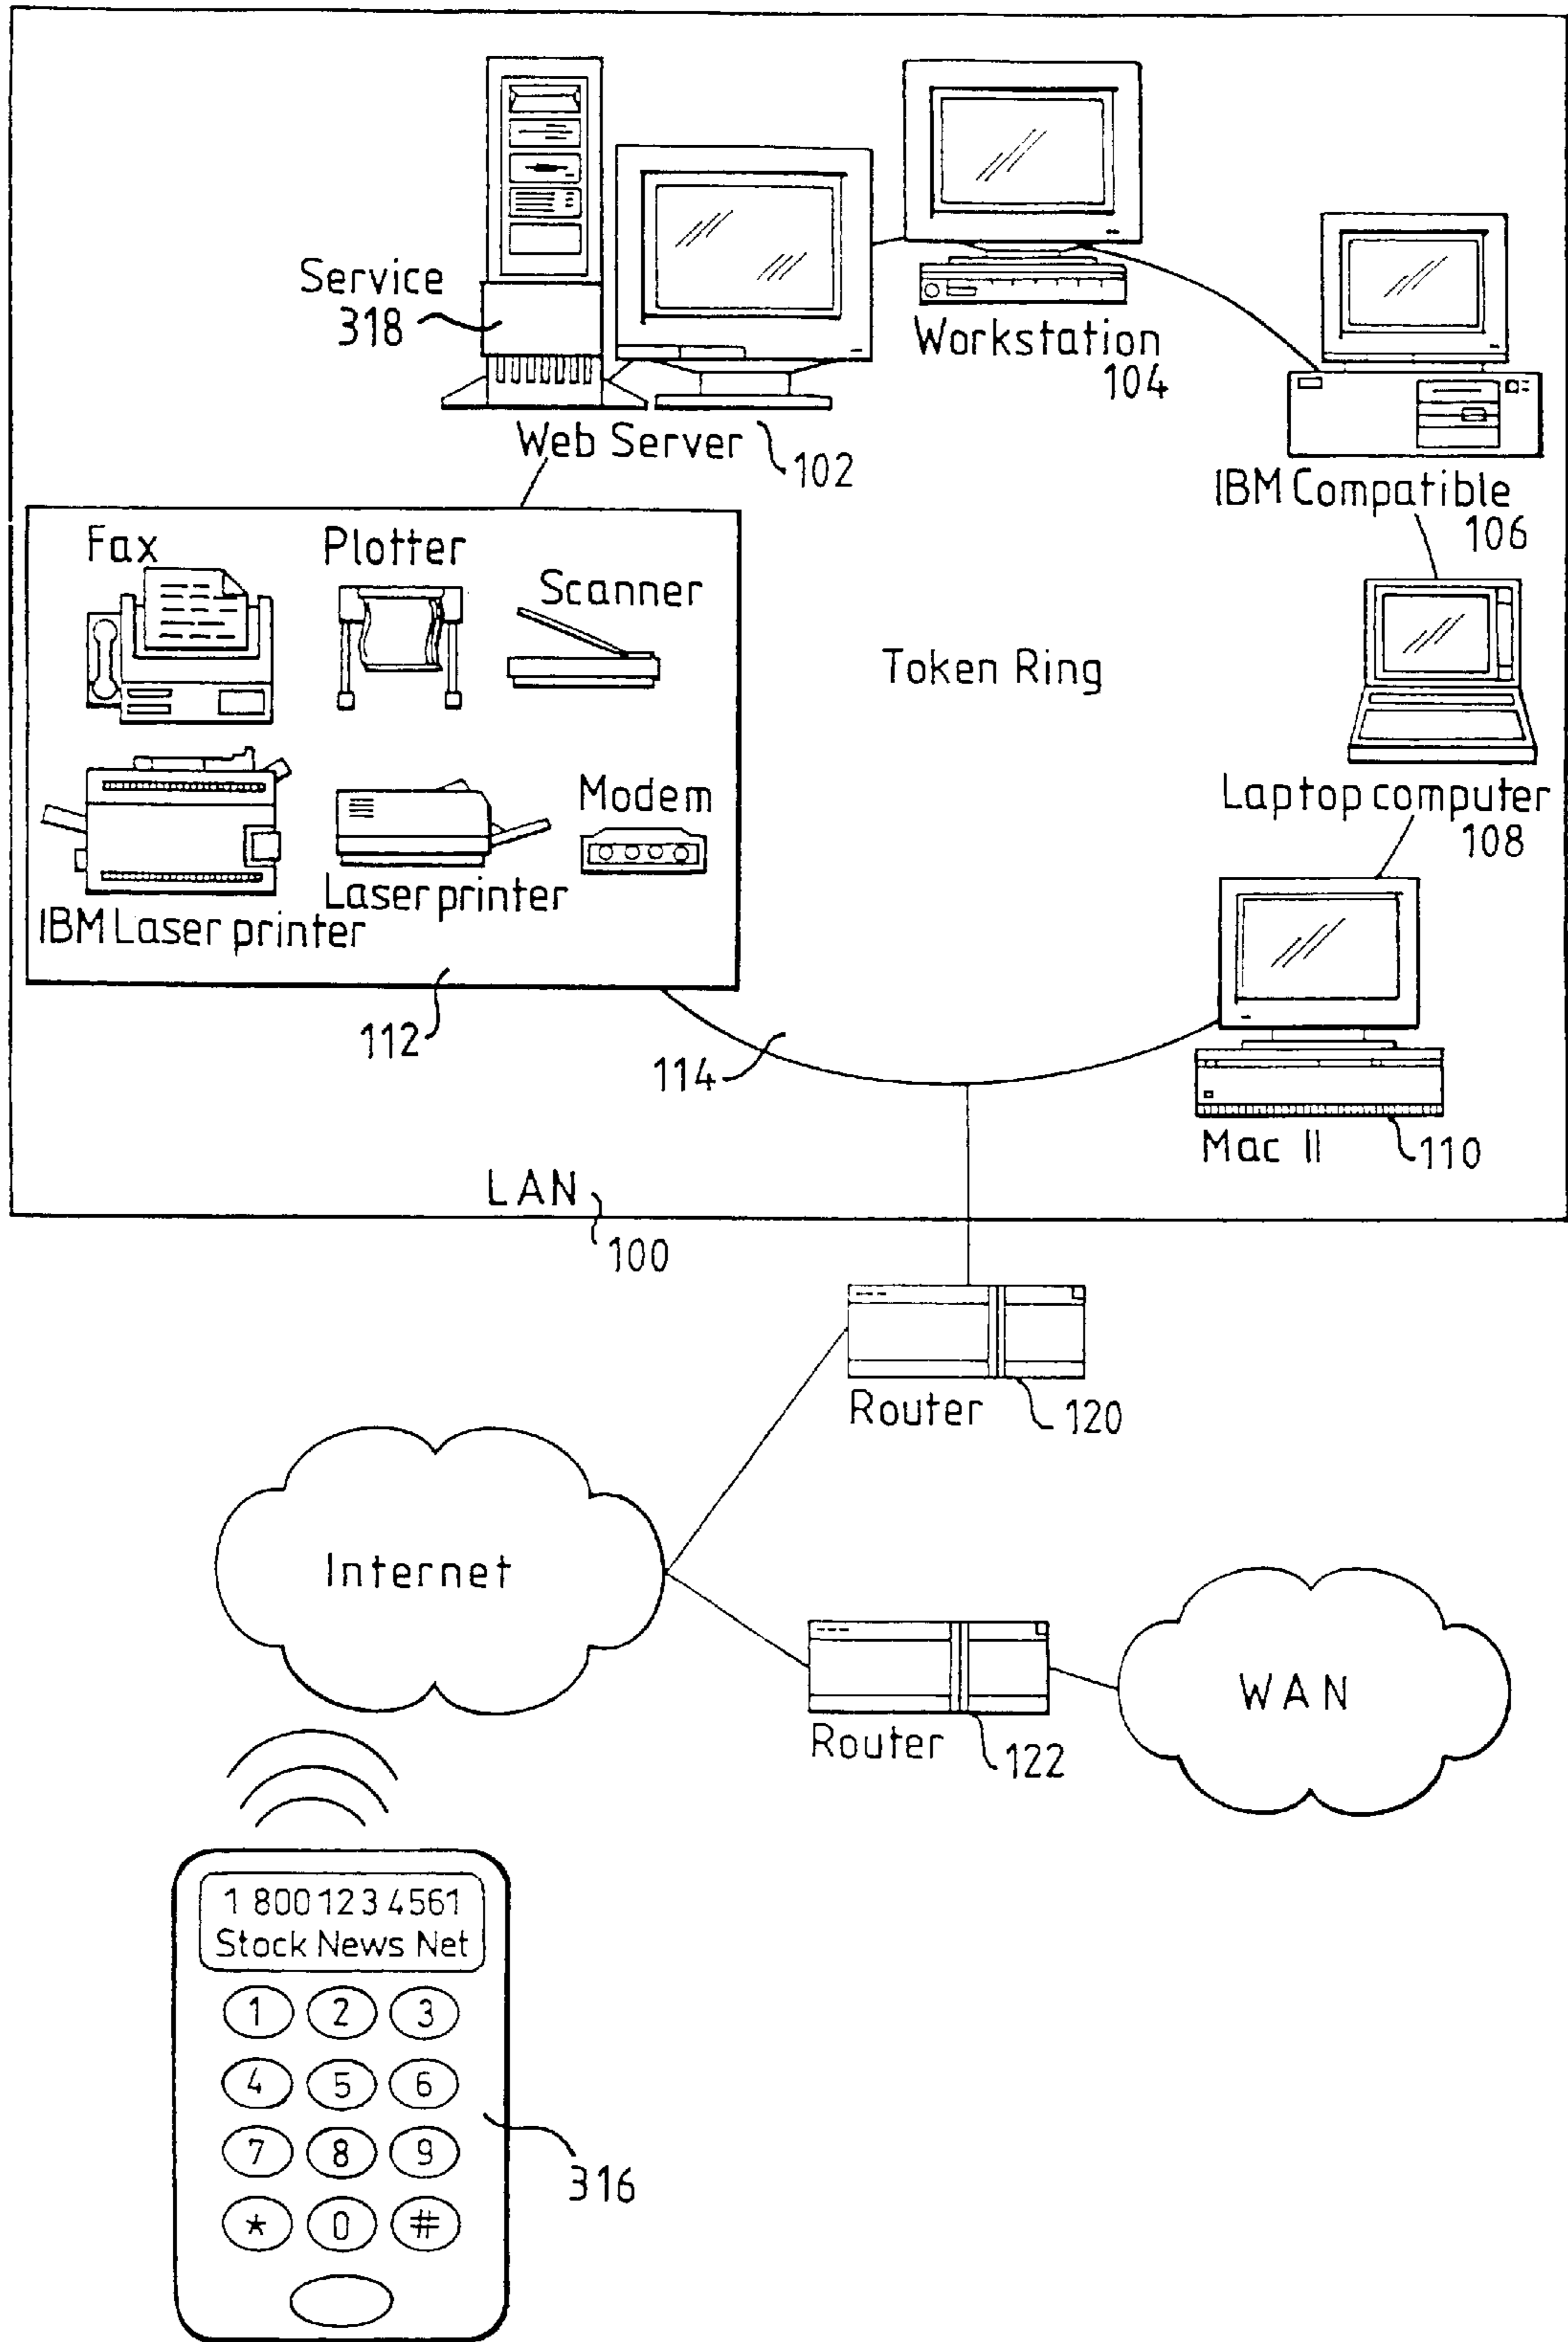 Service
318
Workstation
104
Web Server
102
IBM Compatible
106
Fax
Plotter
Scanner
Token Ring
Laptop computer
108
Modem
Laser printer
IBM Laser printer
112
114
Mac II
110
LAN
100
Router
120
Internet
Router
122
WAN
1 800 123 4561
Stock News Net
1 2 3
4 5 6
7 8 9
* 0 #
316